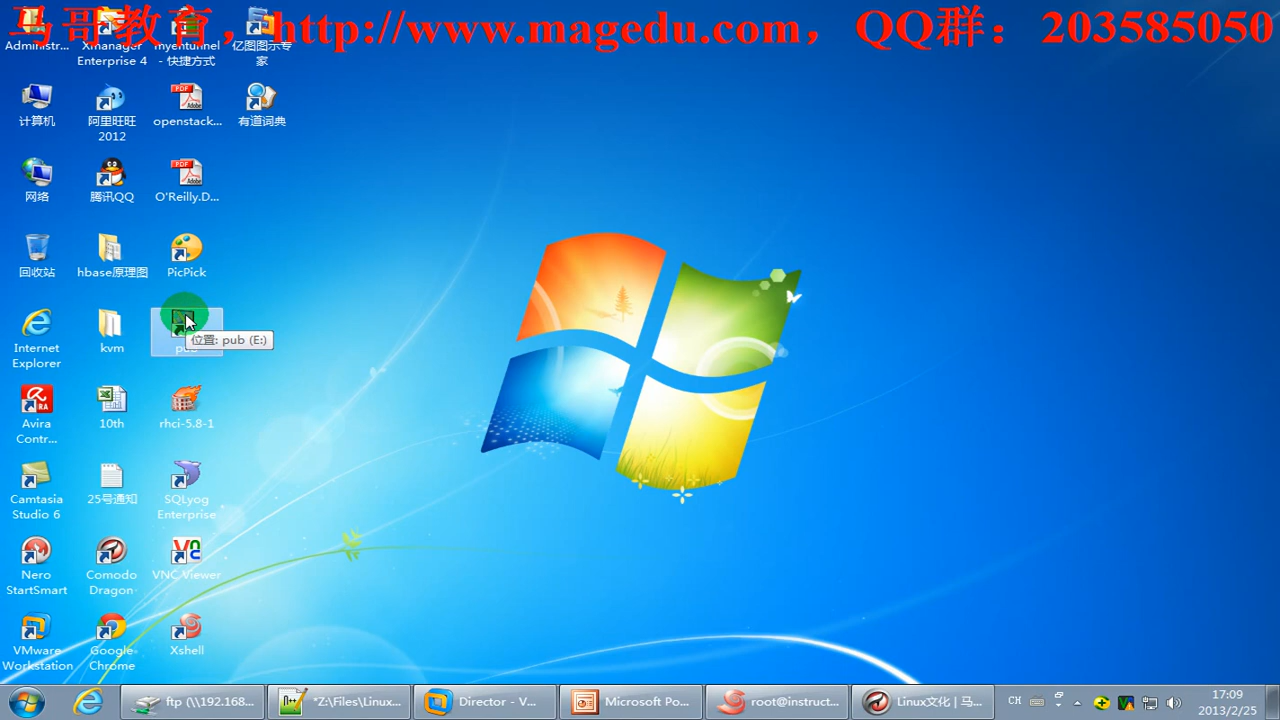 马哥教育，http://www.magedu.com，QQ群：203585050
Administr...
Xmanager
Enterprise 4
myentunnel
- 快捷方式
亿图图示专
家
计算机
阿里旺旺
2012
openstack...
有道词典
网络
腾讯QQ
O'Reilly.D...
回收站
hbase原理图
PicPick
Internet
Explorer
kvm
pub
位置: pub (E:)
Avira
Contr...
10th
rhci-5.8-1
Camtasia
Studio 6
25号通知
SQLyog
Enterprise
Nero
StartSmart
Comodo
Dragon
VNC Viewer
VMware
Workstation
Google
Chrome
Xshell
ftp (\\192.168...
*Z:\Files\Linux...
Director - V...
Microsoft Po...
root@instruct...
Linux文化 | 马...
CH
17:09
2013/2/25